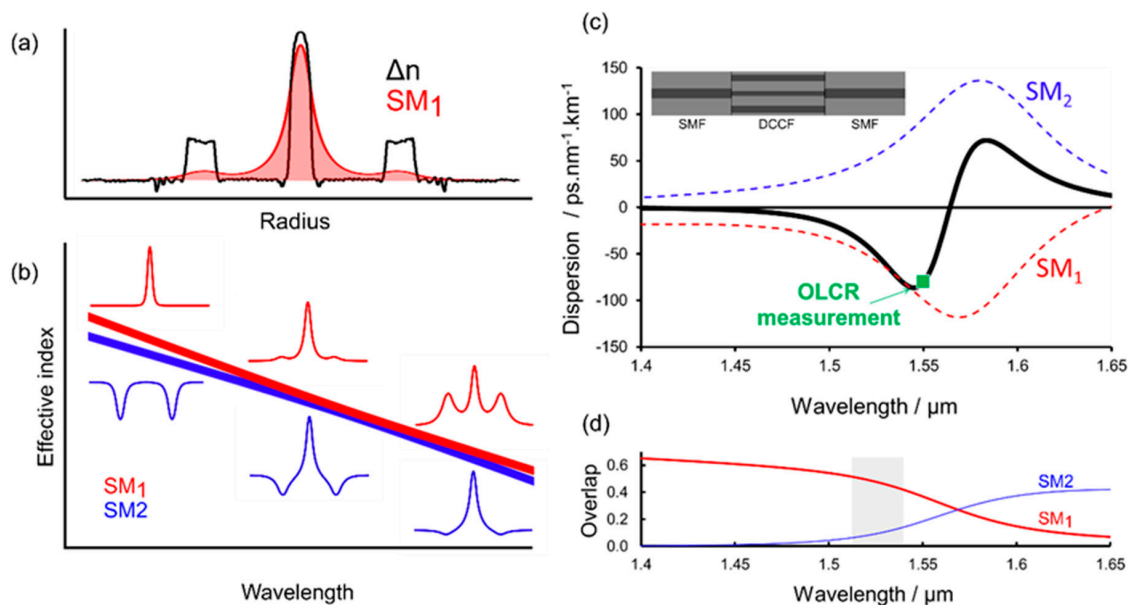 (a)
Δn
SM₁
Radius
(b)
Effective index
SM₁
SM2
Wavelength
(c)
150
100
50
0
-50
-100
-150
Dispersion / ps.nm⁻¹.km⁻¹
SMF
DCCF
SMF
SM₂
SM₁
OLCR
measurement
1.4
1.45
1.5
1.55
1.6
1.65
Wavelength / µm
(d)
0.6
0.4
0.2
0.0
Overlap
SM2
SM₁
1.4
1.45
1.5
1.55
1.6
1.65
Wavelength / µm